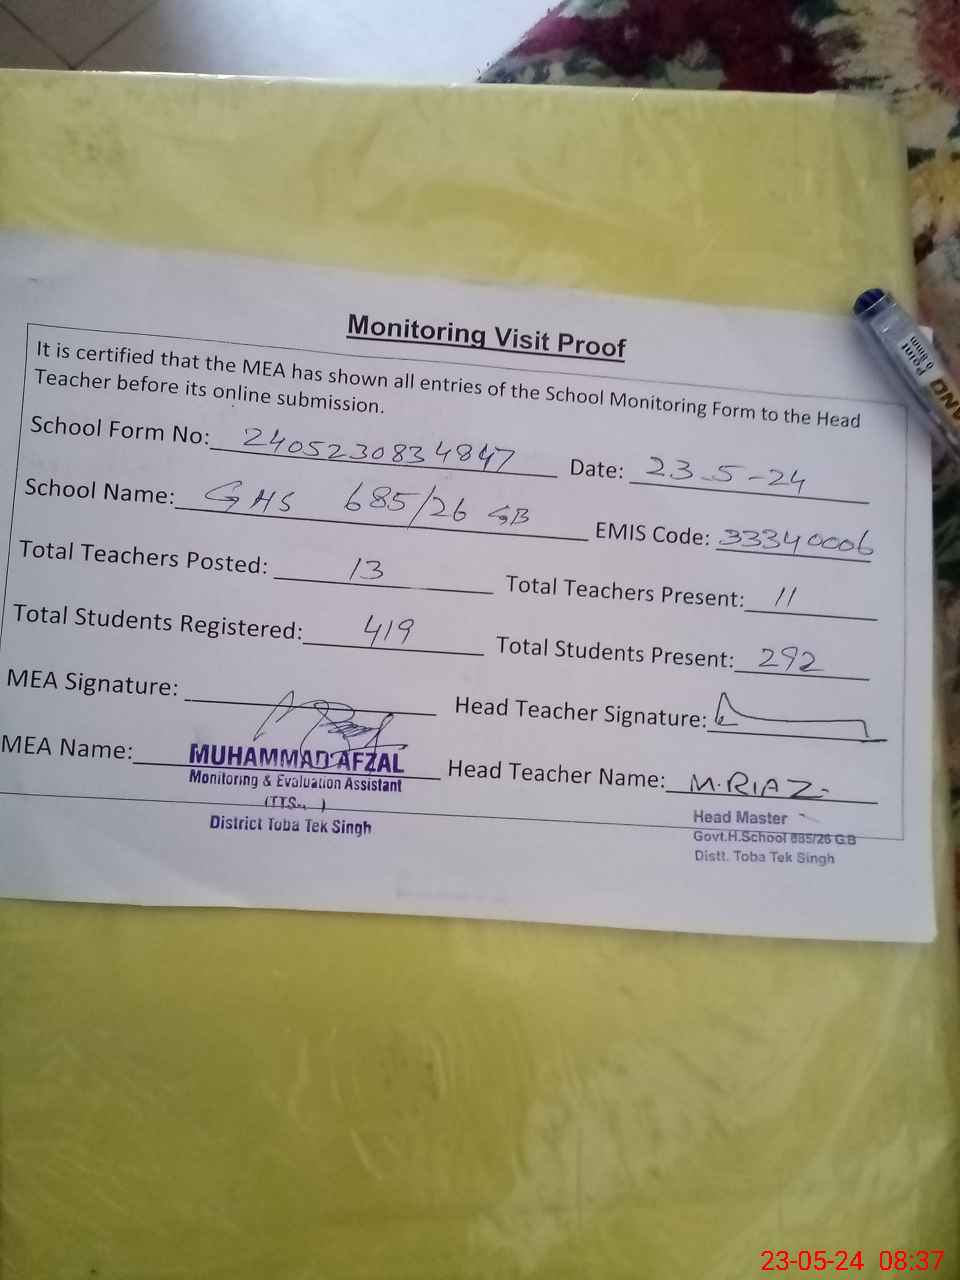 Monitoring Visit Proof
It is certified that the MEA has shown all entries of the School Monitoring Form to the Head
Teacher before its online submission.
School Form No: 2405230834847 Date: 23-5-24
School Name: GHS 685/26 GB EMIS Code: 33340006
Total Teachers Posted: 13 Total Teachers Present: 11
Total Students Registered: 419 Total Students Present: 292
MEA Signature: Head Teacher Signature:
MEA Name: MUHAMMAD AFZAL Head Teacher Name: M.RIAZ
Monitoring & Evaluation Assistant
District Toba Tek Singh
Head Master
Govt.H.School 685/26 G.B
Distt. Toba Tek Singh
Point
0.8mm
23-05-24 08:37